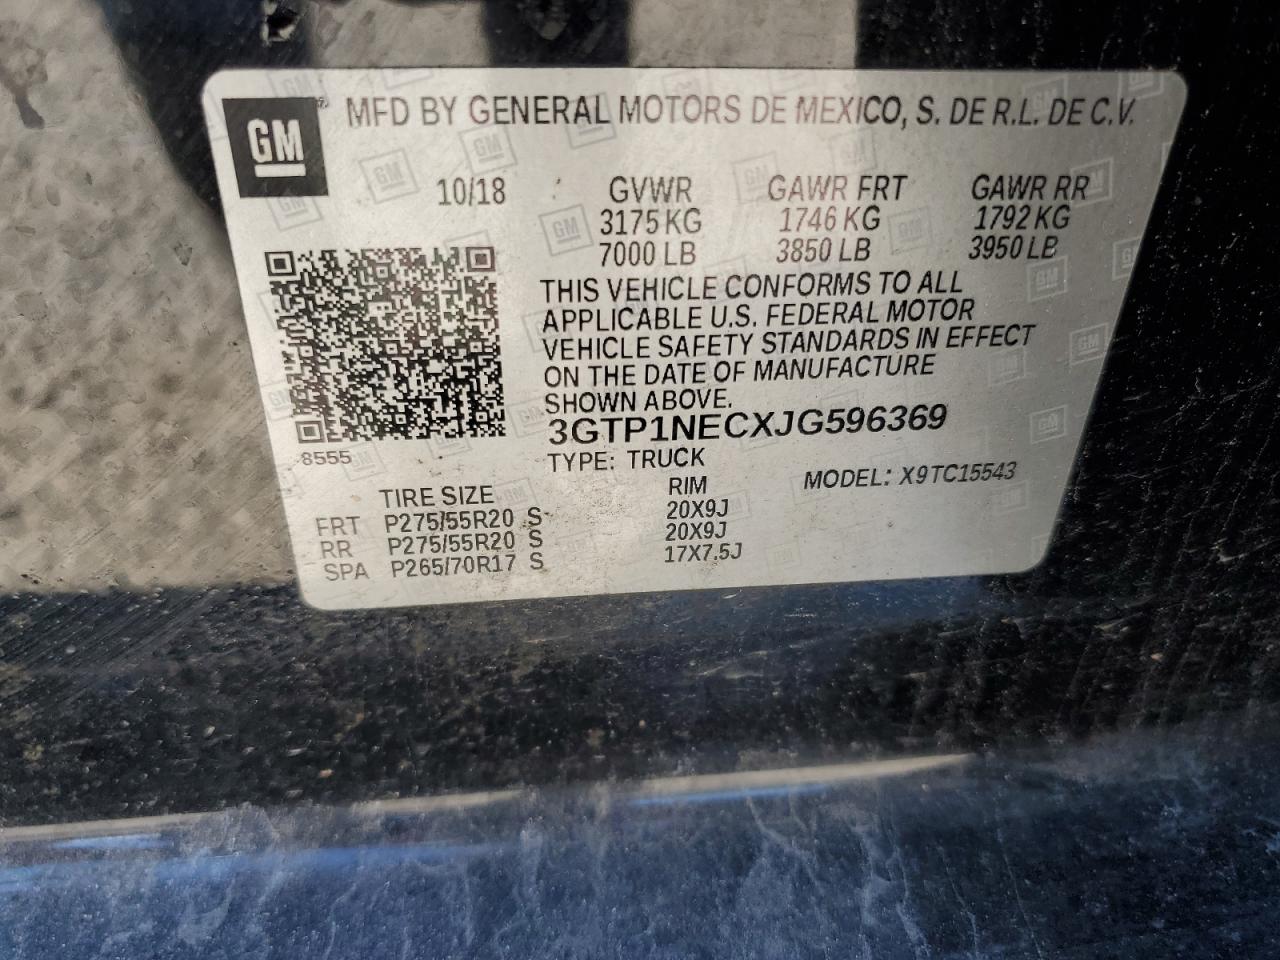 GM
MFD BY GENERAL MOTORS DE MEXICO, S. DE R.L. DE C.V.
10/18 : GVWR GAWR FRT GAWR RR
3175 KG 1746 KG 1792 KG
7000 LB 3850 LB 3950 LB
THIS VEHICLE CONFORMS TO ALL
APPLICABLE U.S. FEDERAL MOTOR
VEHICLE SAFETY STANDARDS IN EFFECT
ON THE DATE OF MANUFACTURE
SHOWN ABOVE.
3GTP1NECXJG596369
8555
TYPE: TRUCK
MODEL: X9TC15543
TIRE SIZE RIM
FRT P275/55R20 S 20X9J
RR P275/55R20 S 20X9J
SPA P265/70R17 S 17X7.5J